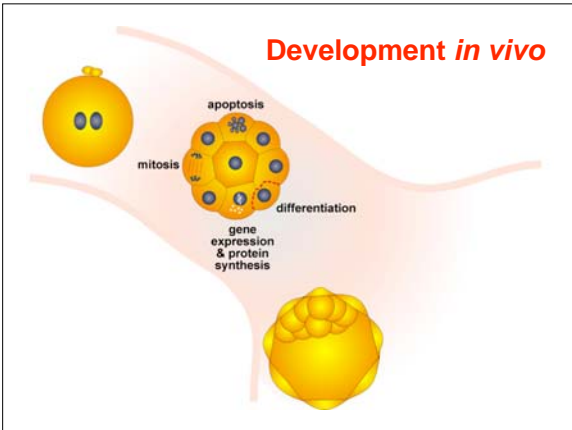 Development in vivo
apoptosis
mitosis
differentiation
gene
expression
& protein
synthesis